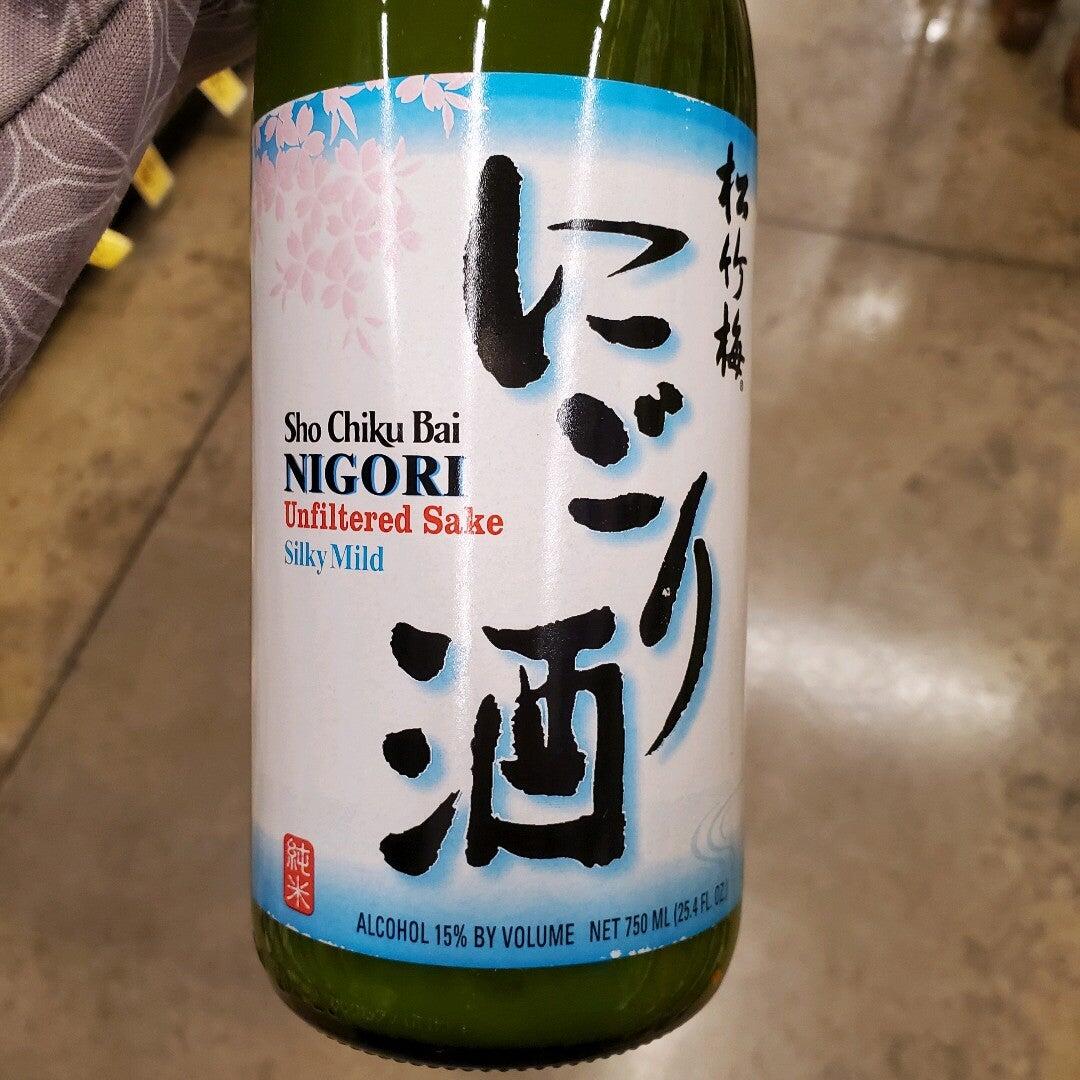 松竹梅
にごり
酒
Sho Chiku Bai
NIGORI
Unfiltered Sake
Silky Mild
純米
ALCOHOL 15% BY VOLUME NET 750 ML (25.4 FL. OZ.)